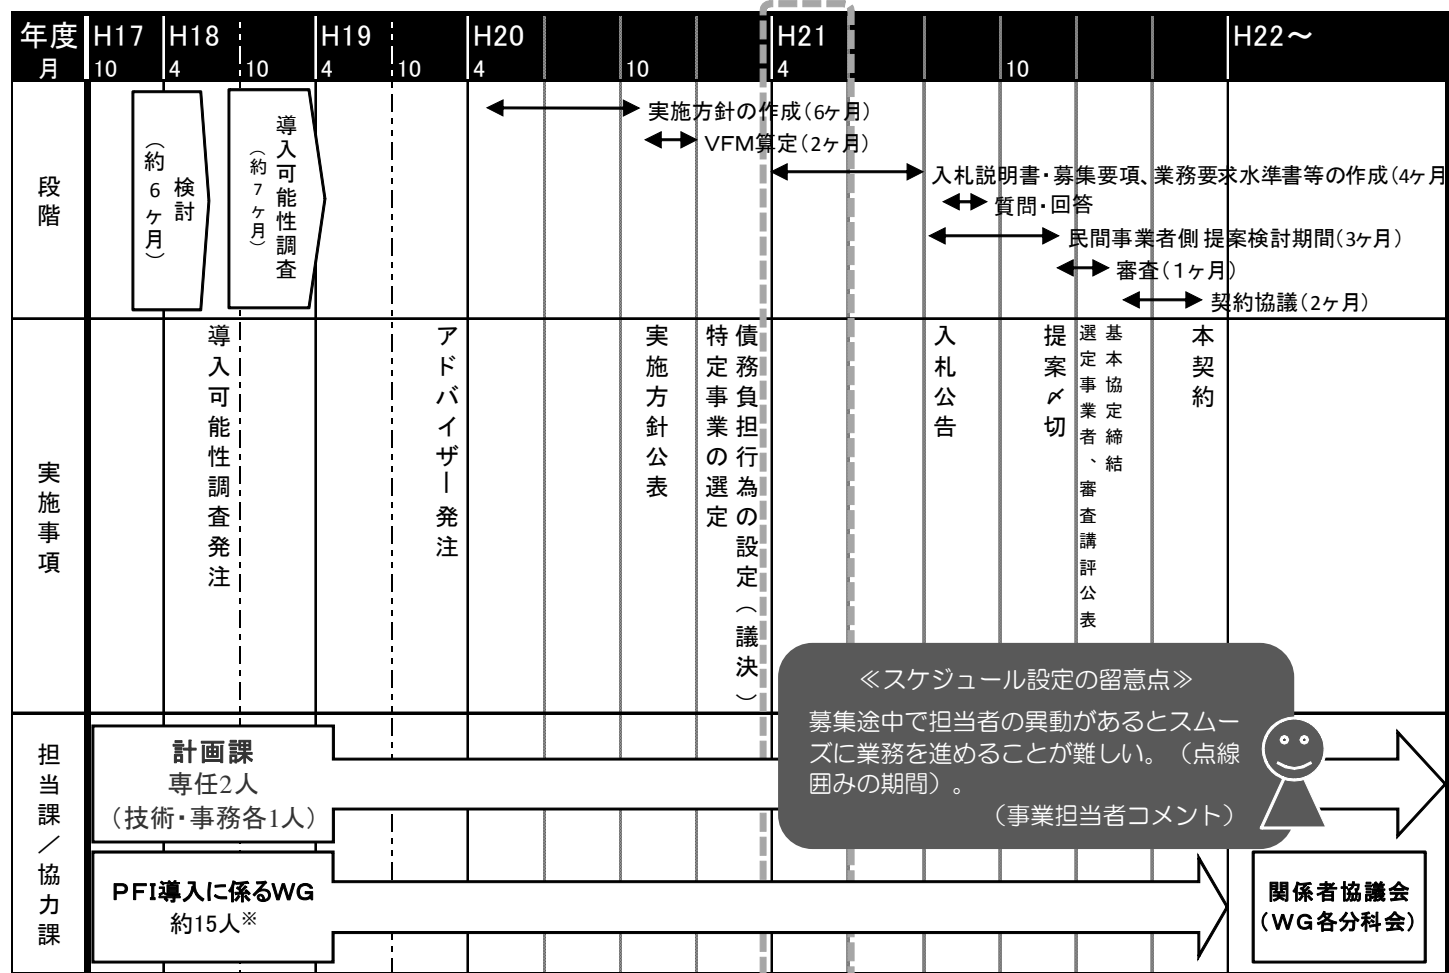 年度 H17 H18 H19 H20 H21 H22～
月 10 4 10 4 10 4 10 4 10
段階
検討
（約6ヶ月）
導入可能性調査
（約7ヶ月）
実施方針の作成（6ヶ月）
VFM算定（2ヶ月）
入札説明書・募集要項、業務要求水準書等の作成（4ヶ月
質問・回答
民間事業者側 提案検討期間（3ヶ月）
審査（1ヶ月）
契約協議（2ヶ月）
実施事項
導入可能性調査発注
アドバイザー発注
実施方針公表
特定事業の選定
債務負担行為の設定（議決）
入札公告
提案〆切
選定事業者、審査講評公表
基本協定締結
本契約
≪スケジュール設定の留意点≫
募集途中で担当者の異動があるとスムー
ズに業務を進めることが難しい。（点線
囲みの期間）。
（事業担当者コメント）
担当課／協力課
計画課
専任2人
（技術・事務各1人）
PFI導入に係るWG
約15人※
関係者協議会
（WG各分科会）